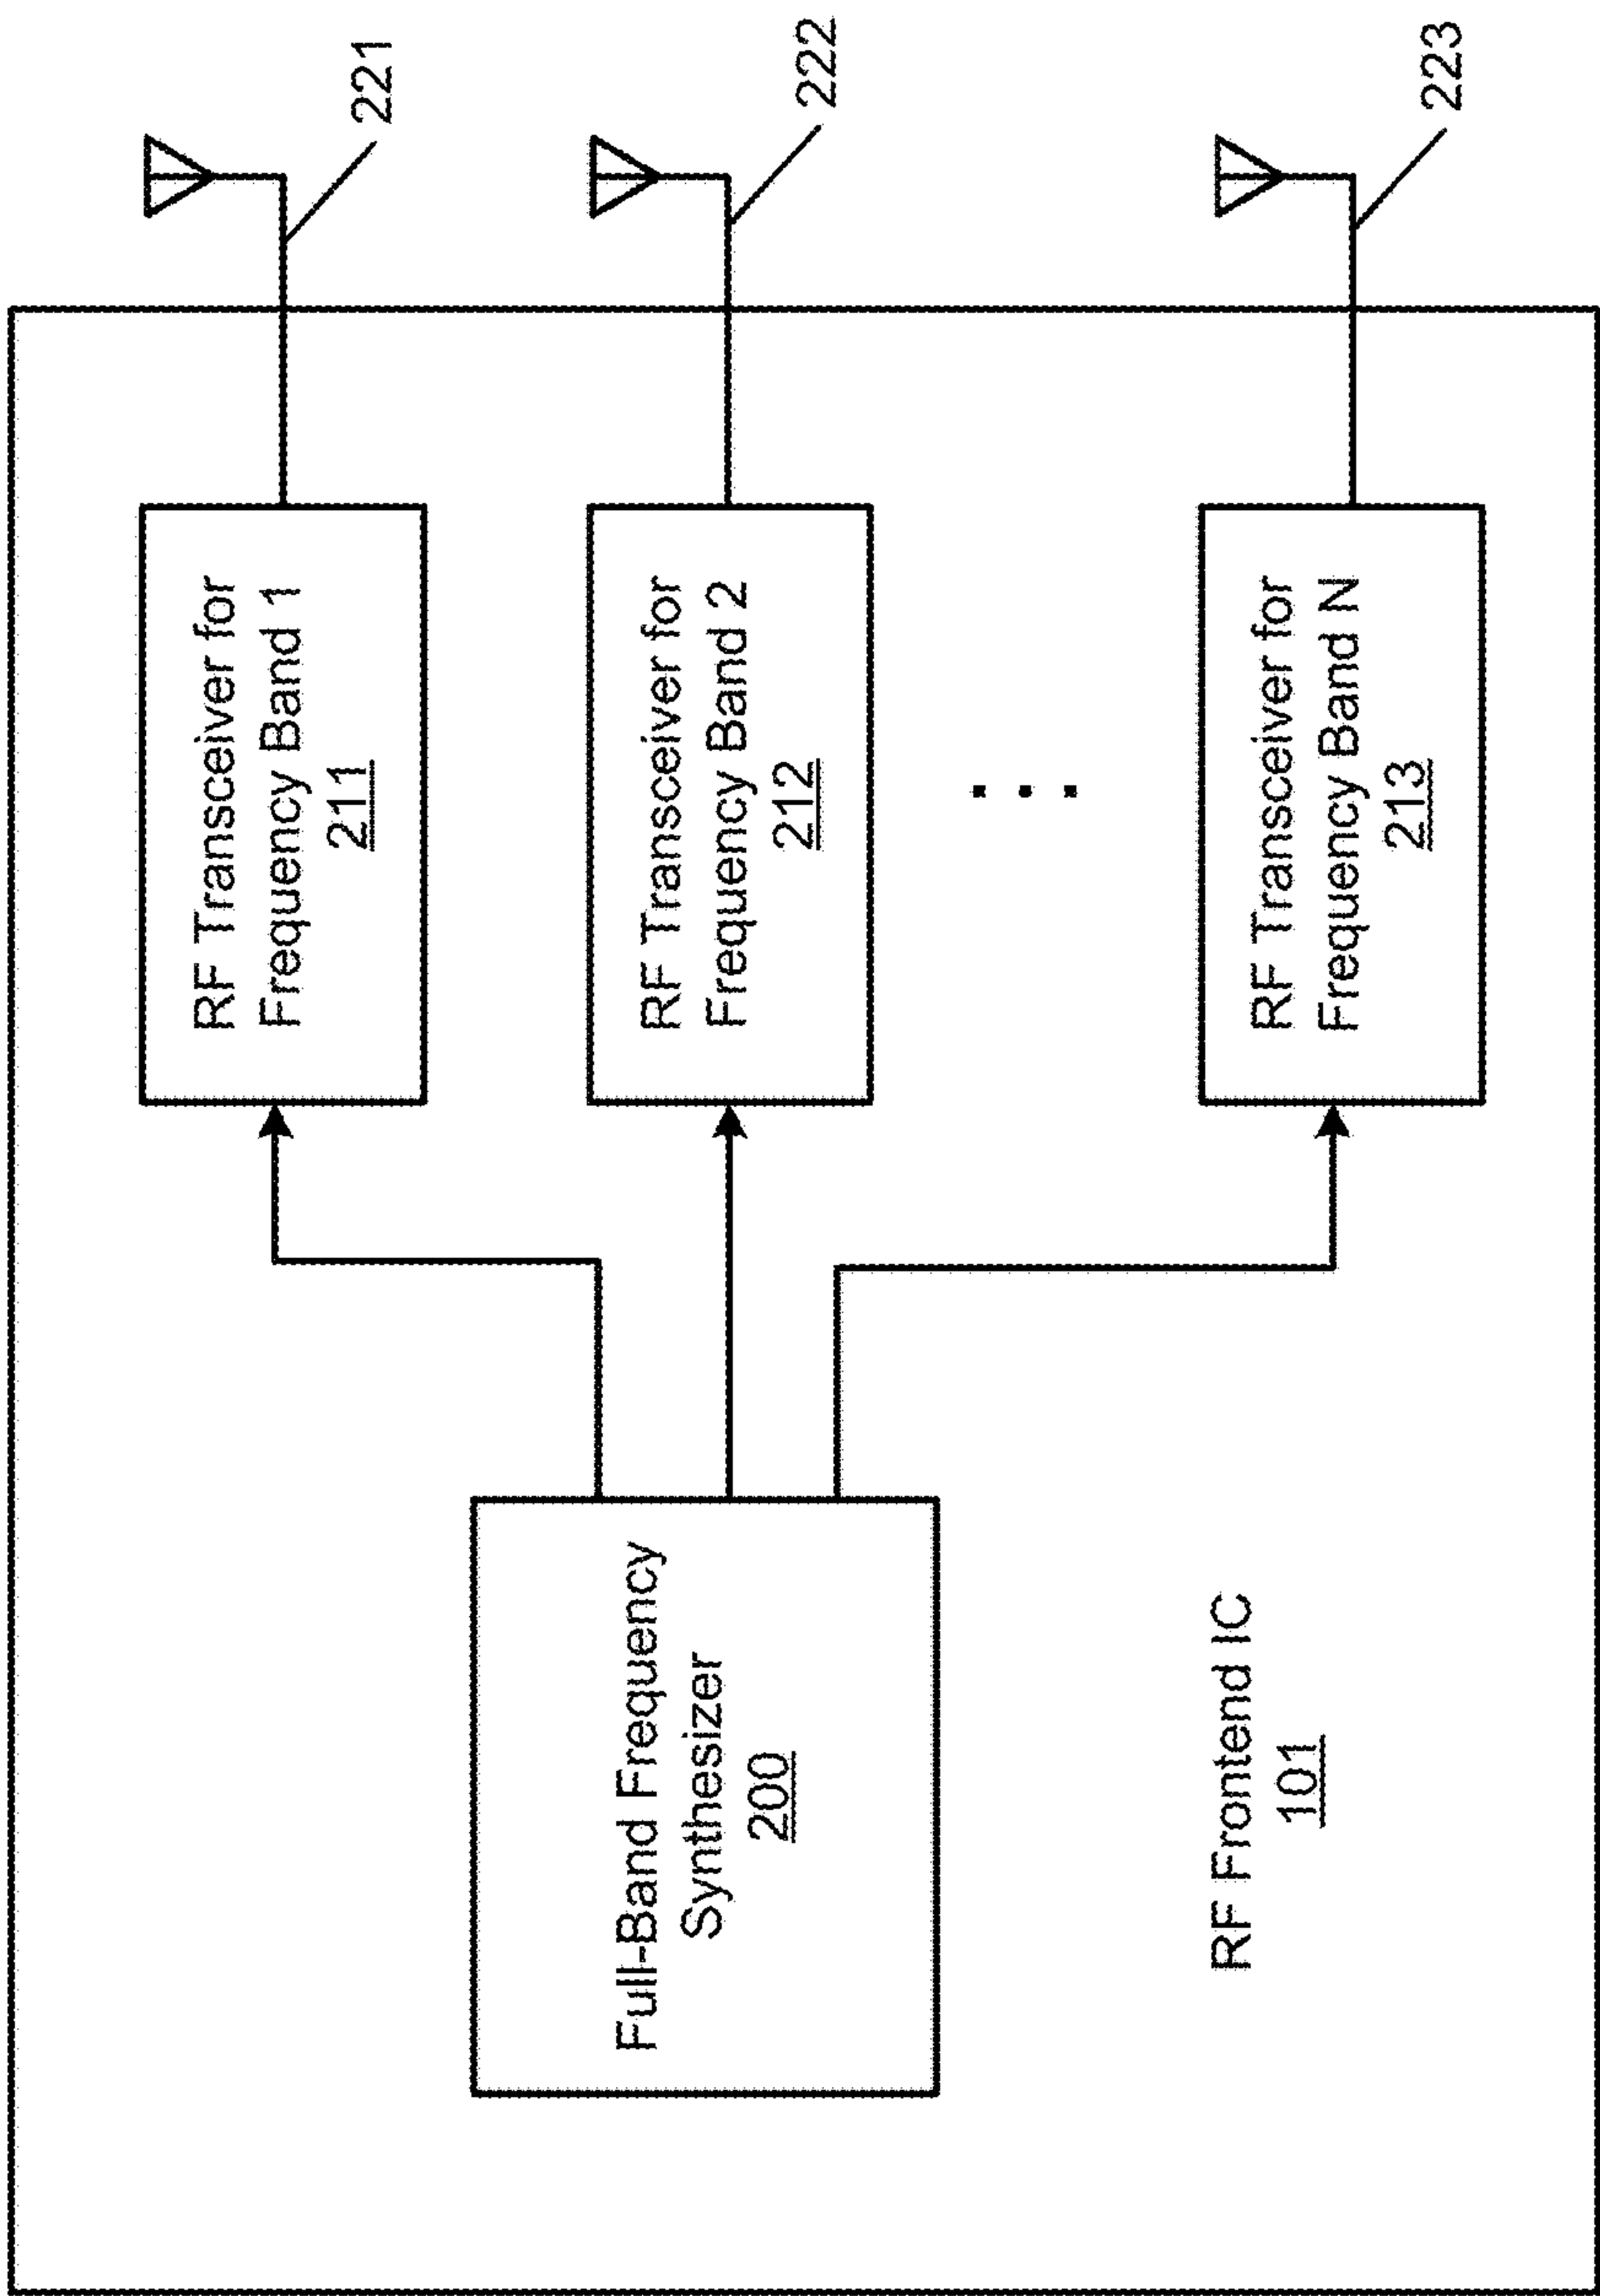 RF Transceiver for
Frequency Band 1
211
221
Full-Band Frequency
Synthesizer
200
RF Transceiver for
Frequency Band 2
212
222
. . .
RF Frontend IC
101
RF Transceiver for
Frequency Band N
213
223